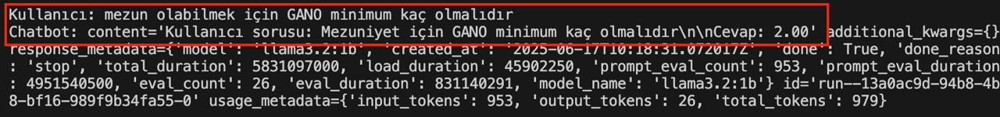 Kullanıcı: mezun olabilmek için GANO minimum kaç olmalıdır
Chatbot: content='Kullanıcı sorusu: Mezuniyet için GANO minimum kaç olmalıdır\n\nCevap: 2.00' additional_kwargs={}
response_metadata={'model': 'llama3.2:1b', 'created_at': '2025-06-17T10:18:31.072017Z', 'done': True, 'done_reason
: 'stop', 'total_duration': 5831097000, 'load_duration': 45902250, 'prompt_eval_count': 953, 'prompt_eval_duration
: 4951540500, 'eval_count': 26, 'eval_duration': 831140291, 'model_name': 'llama3.2:1b'} id='run--13a0ac9d-94b8-4b
8-bf16-989f9b34fa55-0' usage_metadata={'input_tokens': 953, 'output_tokens': 26, 'total_tokens': 979}